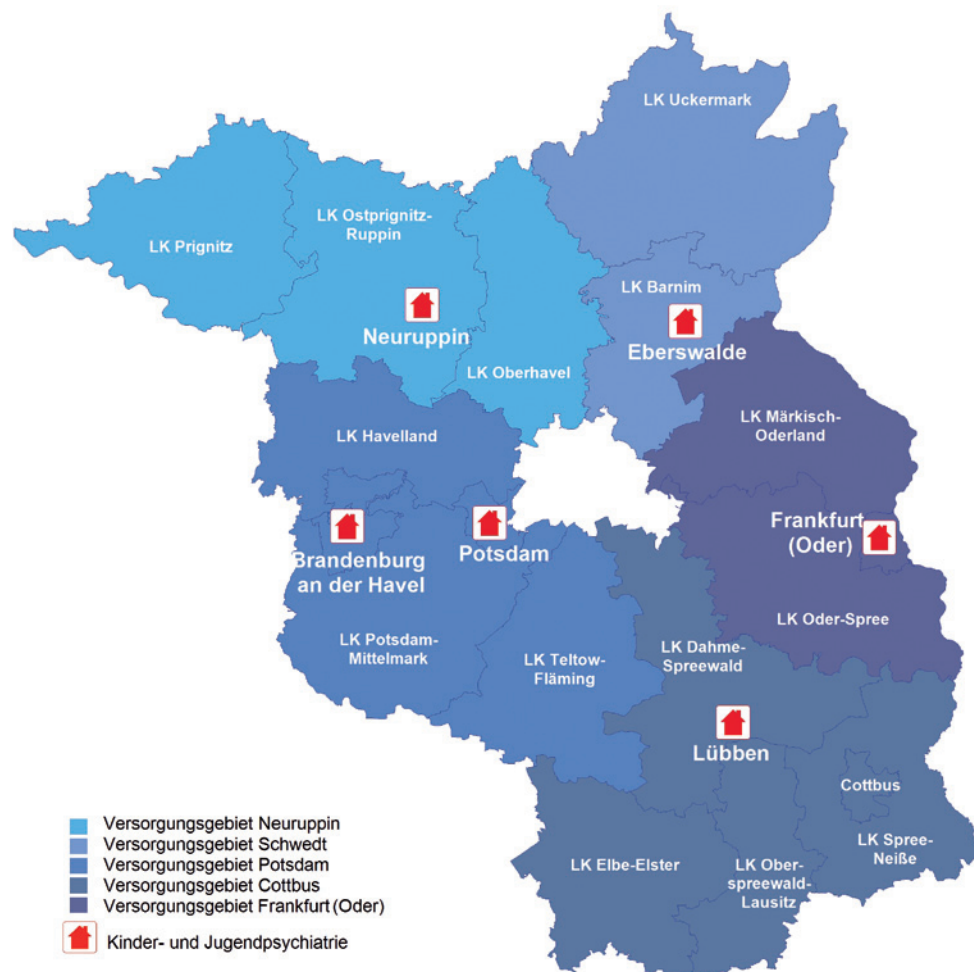 LK Uckermark
LK Ostprignitz-
Ruppin
LK Prignitz
LK Barnim
Neuruppin
Eberswalde
LK Oberhavel
LK Märkisch-
Oderland
LK Havelland
Frankfurt
(Oder)
Potsdam
Brandenburg
an der Havel
LK Oder-Spree
LK Potsdam-
Mittelmark
LK Dahme-
Spreewald
LK Teltow-
Fläming
Lübben
Cottbus
LK Spree-
Neiße
LK Elbe-Elster
LK Ober-
spreewald-
Lausitz
Versorgungsgebiet Neuruppin
Versorgungsgebiet Schwedt
Versorgungsgebiet Potsdam
Versorgungsgebiet Cottbus
Versorgungsgebiet Frankfurt (Oder)
Kinder- und Jugendpsychiatrie